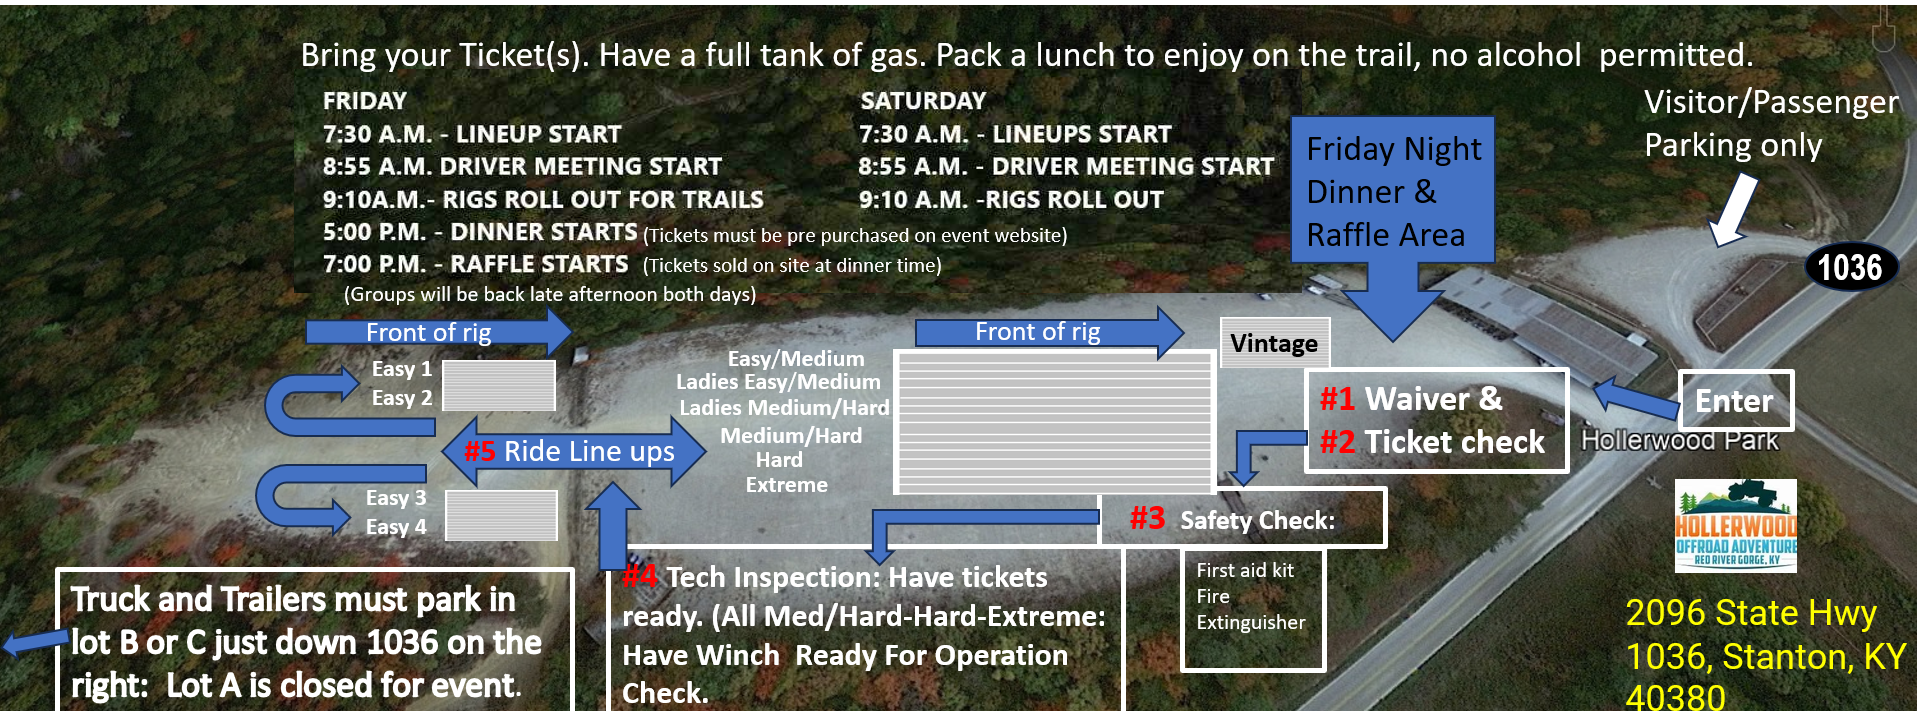 Bring your Ticket(s). Have a full tank of gas. Pack a lunch to enjoy on the trail, no alcohol  permitted.
FRIDAY
7:30 A.M. - LINEUP START
8:55 A.M. DRIVER MEETING START
9:10A.M.- RIGS ROLL OUT FOR TRAILS
5:00 P.M. - DINNER STARTS (Tickets must be pre purchased on event website)
7:00 P.M. - RAFFLE STARTS (Tickets sold on site at dinner time)
(Groups will be back late afternoon both days)
SATURDAY
7:30 A.M. - LINEUPS START
8:55 A.M. - DRIVER MEETING START
9:10 A.M. -RIGS ROLL OUT
Friday Night
Dinner &
Raffle Area
Visitor/Passenger
Parking only
1036
Front of rig
Easy 1
Easy 2
#5 Ride Line ups
Easy 3
Easy 4
Front of rig
Easy/Medium
Ladies Easy/Medium
Ladies Medium/Hard
Medium/Hard
Hard
Extreme
Vintage
#1 Waiver &
#2 Ticket check
Enter
Hollerwood Park
#3 Safety Check:
First aid kit
Fire
Extinguisher
#4 Tech Inspection: Have tickets
ready. (All Med/Hard-Hard-Extreme:
Have Winch  Ready For Operation
Check.
Truck and Trailers must park in
lot B or C just down 1036 on the
right:  Lot A is closed for event.
HOLLERWOOD
OFFROAD ADVENTURE
RED RIVER GORGE, KY
2096 State Hwy
1036, Stanton, KY
40380